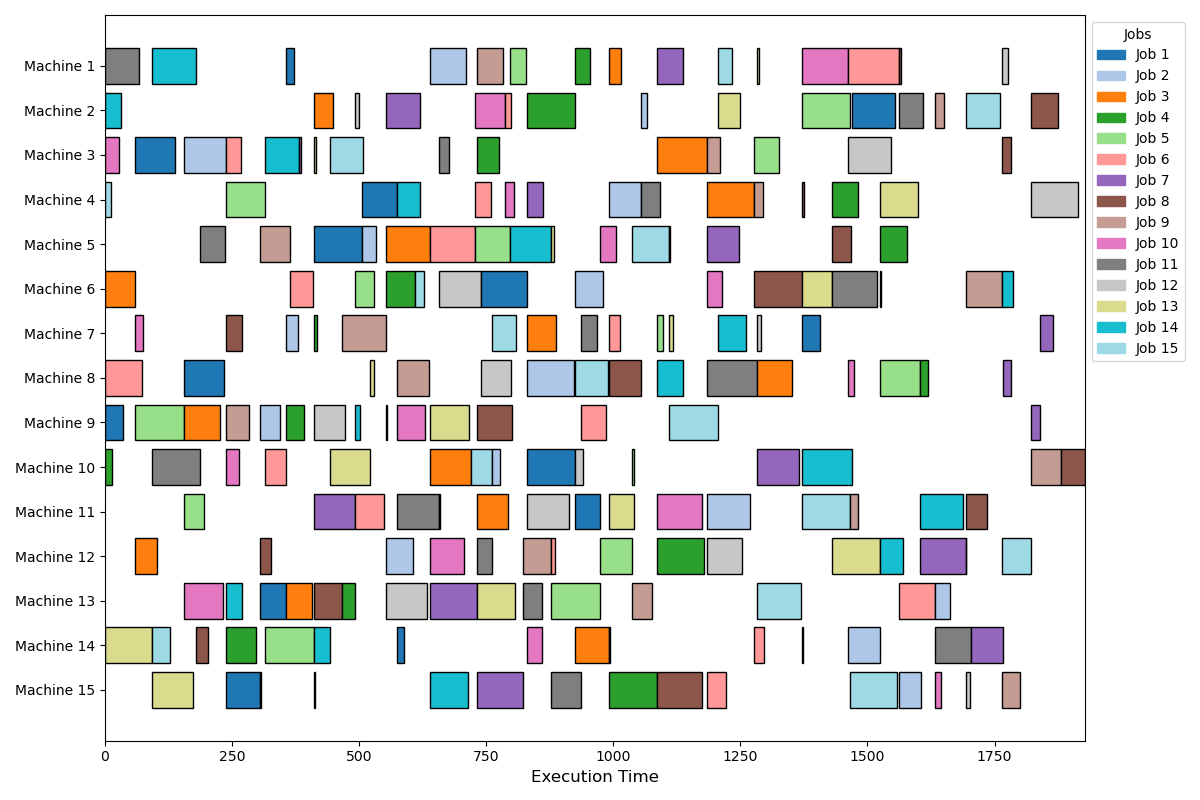 Machine 1
Machine 2
Machine 3
Machine 4
Machine 5
Machine 6
Machine 7
Machine 8
Machine 9
Machine 10
Machine 11
Machine 12
Machine 13
Machine 14
Machine 15
0 250 500 750 1000 1250 1500 1750
Execution Time
Jobs
Job 1
Job 2
Job 3
Job 4
Job 5
Job 6
Job 7
Job 8
Job 9
Job 10
Job 11
Job 12
Job 13
Job 14
Job 15